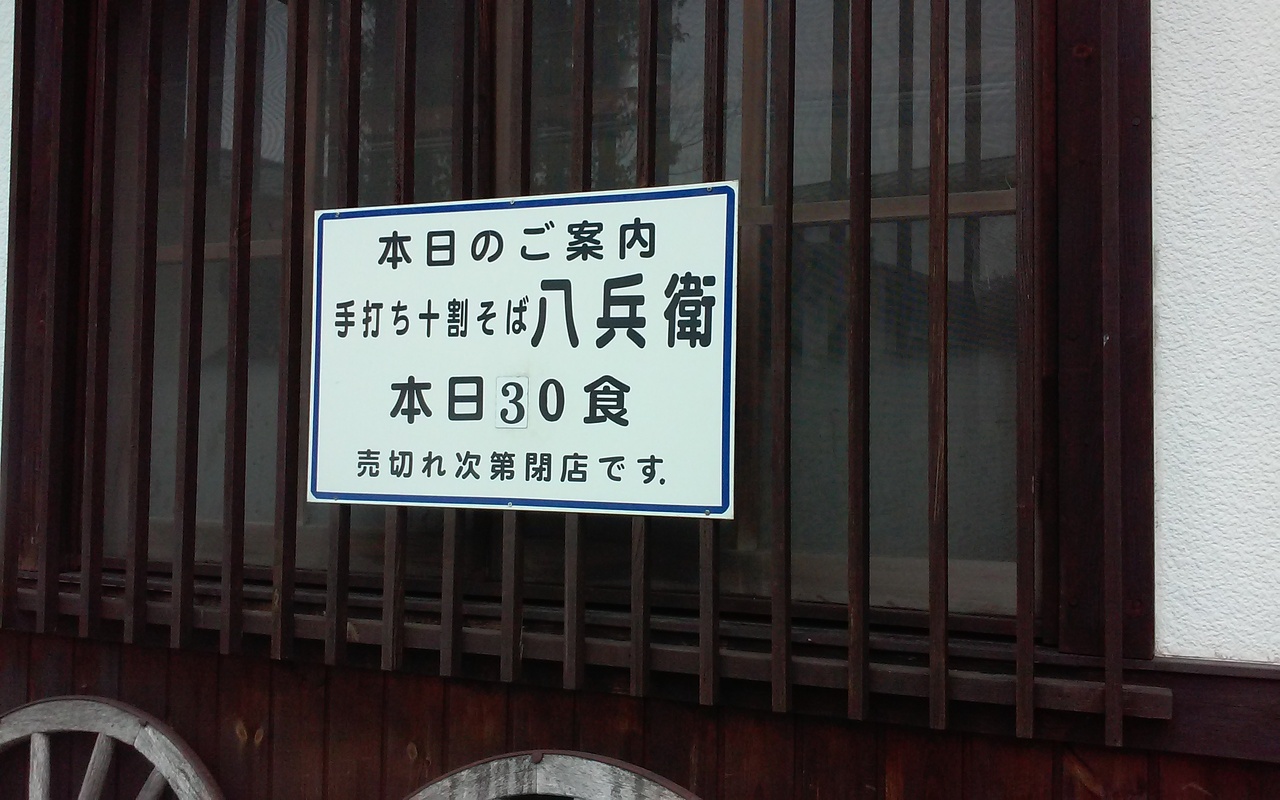 本日のご案内
手打ち十割そば八兵衛
本日30食
売切れ次第閉店です.